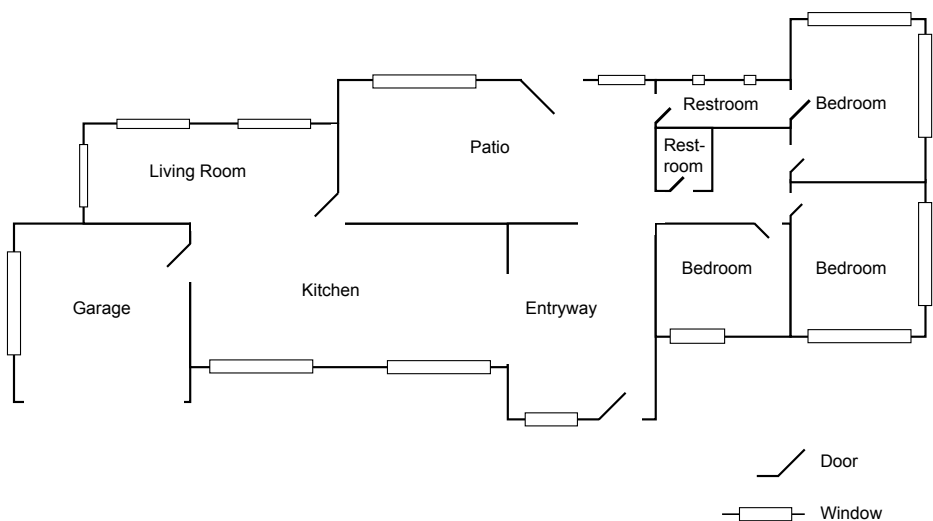 Restroom
Bedroom
Patio
Rest-
room
Living Room
Bedroom
Bedroom
Kitchen
Garage
Entryway
Door
Window